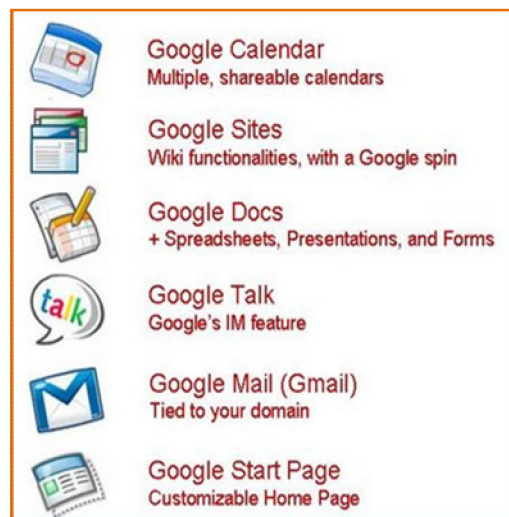 Google Calendar
Multiple, shareable calendars
Google Sites
Wiki functionalities, with a Google spin
Google Docs
+ Spreadsheets, Presentations, and Forms
talk
Google Talk
Google's IM feature
Google Mail (Gmail)
Tied to your domain
Google Start Page
Customizable Home Page